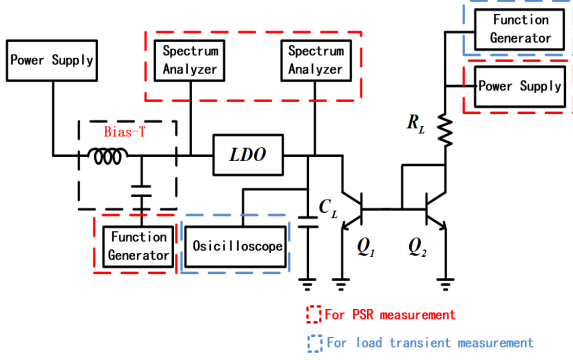 Function
Generator
Spectrum
Analyzer
Spectrum
Analyzer
Power Supply
Power Supply
Bias-T
R_L
LDO
C_L
Function
Generator
Osicilloscope
Q_1
Q_2
For PSR measurement
For load transient measurement